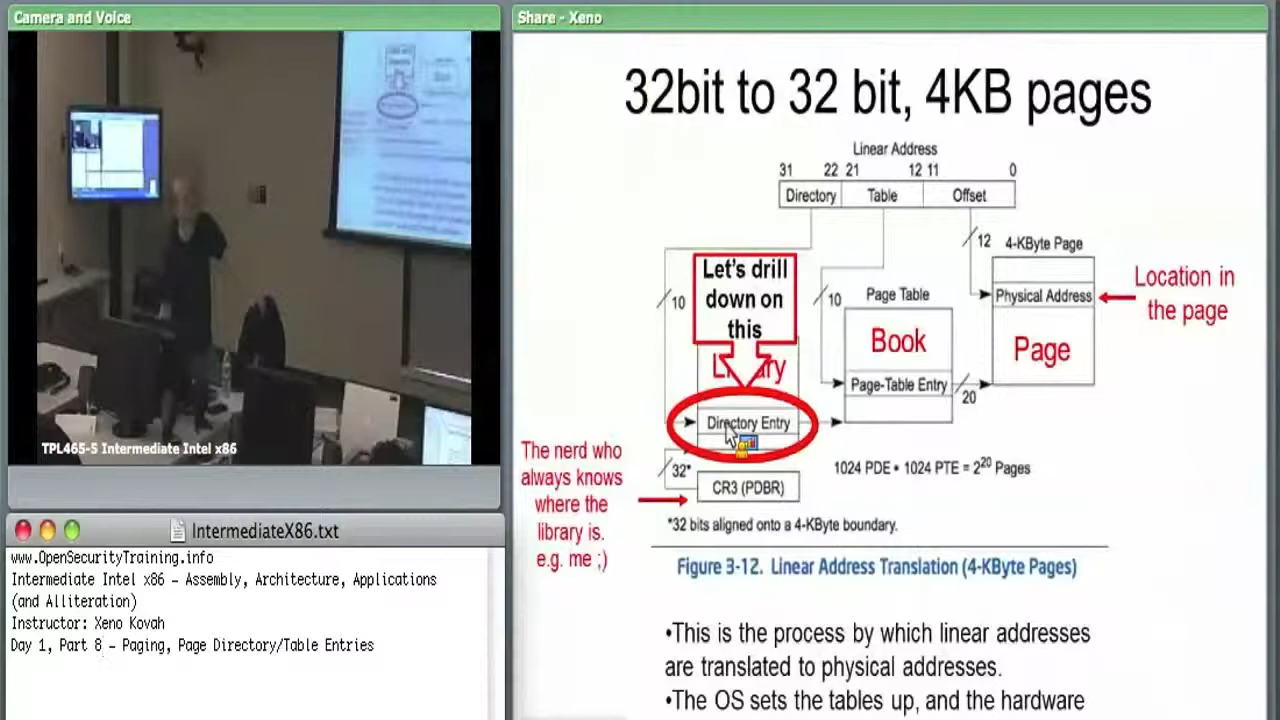 Camera and Voice
TPL465-5 Intermediate Intel x86
IntermediateX86.txt
www.OpenSecurityTraining.info
Intermediate Intel x86 – Assembly, Architecture, Applications
(and Alliteration)
Instructor: Xeno Kovah
Day 1, Part 8 – Paging, Page Directory/Table Entries
Share - Xeno
32bit to 32 bit, 4KB pages
Linear Address
31 22 21 12 11 0
Directory Table Offset
12 4-KByte Page
Let's drill
down on
this
10
10
Page Table
Physical Address
Location in
the page
Book
Page
Page-Table Entry
20
Directory Entry
The nerd who
always knows
where the
library is.
e.g. me ;)
32*
CR3 (PDBR)
1024 PDE • 1024 PTE = 2^20 Pages
*32 bits aligned onto a 4-KByte boundary.
Figure 3-12. Linear Address Translation (4-KByte Pages)
•This is the process by which linear addresses
are translated to physical addresses.
•The OS sets the tables up, and the hardware